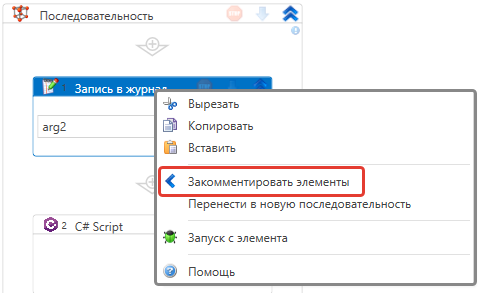 Последовательность
1 Запись в журнал
arg2
Вырезать
Копировать
Вставить
Закомментировать элементы
Перенести в новую последовательность
Запуск с элемента
Помощь
2 C# Script